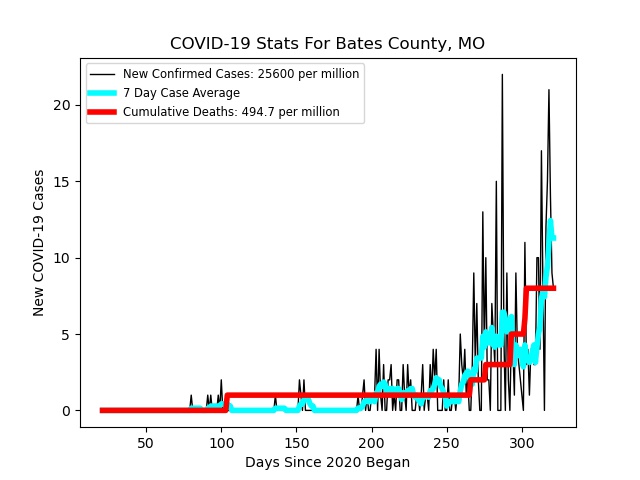 COVID-19 Stats For Bates County, MO
New Confirmed Cases: 25600 per million
7 Day Case Average
Cumulative Deaths: 494.7 per million
New COVID-19 Cases
20
15
10
5
0
50 100 150 200 250 300
Days Since 2020 Began